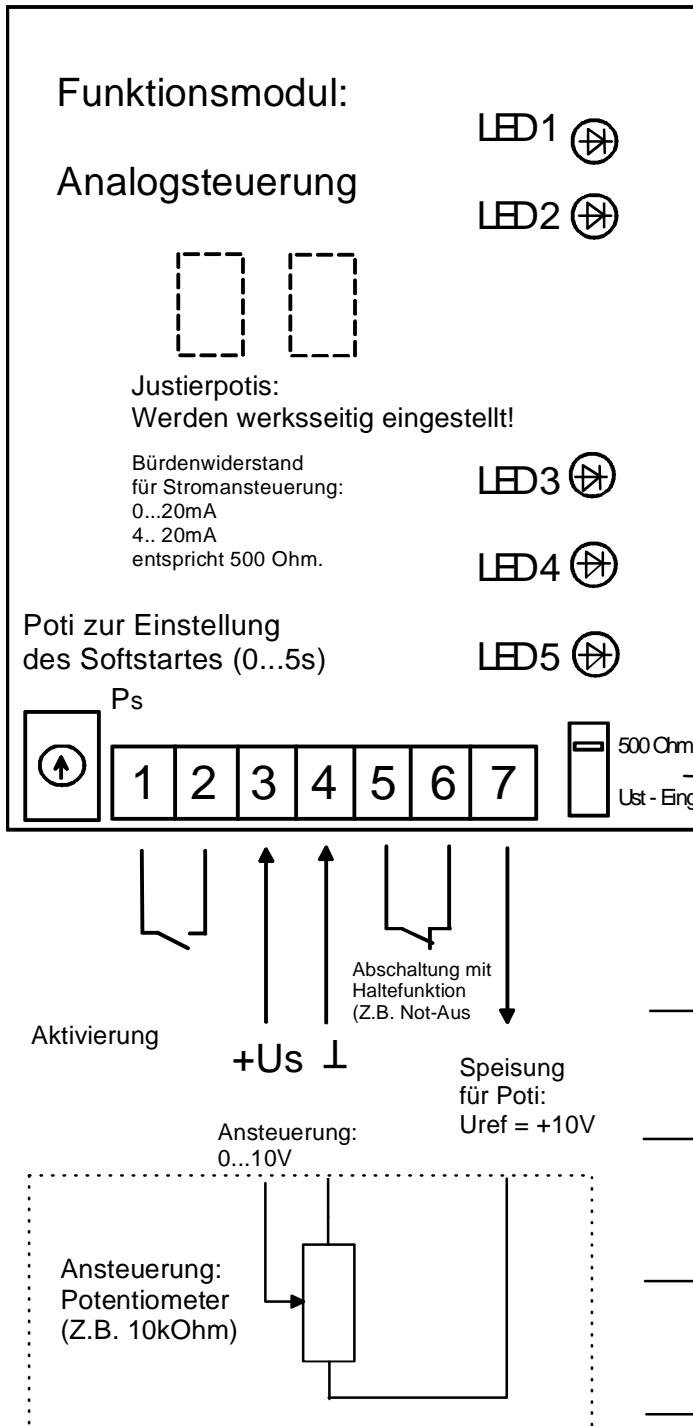 Funktionsmodul:
LED1
Analogsteuerung
LED2
Justierpotis:
Werden werksseitig eingestellt!
Bürdenwiderstand
für Stromansteuerung:
0...20mA
4.. 20mA
entspricht 500 Ohm.
LED3
LED4
Poti zur Einstellung
des Softstartes (0...5s)
LED5
Ps
1 2 3 4 5 6 7
500 Ohm
Ust - Eing
Abschaltung mit
Haltefunktion
(Z.B. Not-Aus
Aktivierung
+Us ⊥
Speisung
für Poti:
Uref = +10V
Ansteuerung:
0...10V
Ansteuerung:
Potentiometer
(Z.B. 10kOhm)